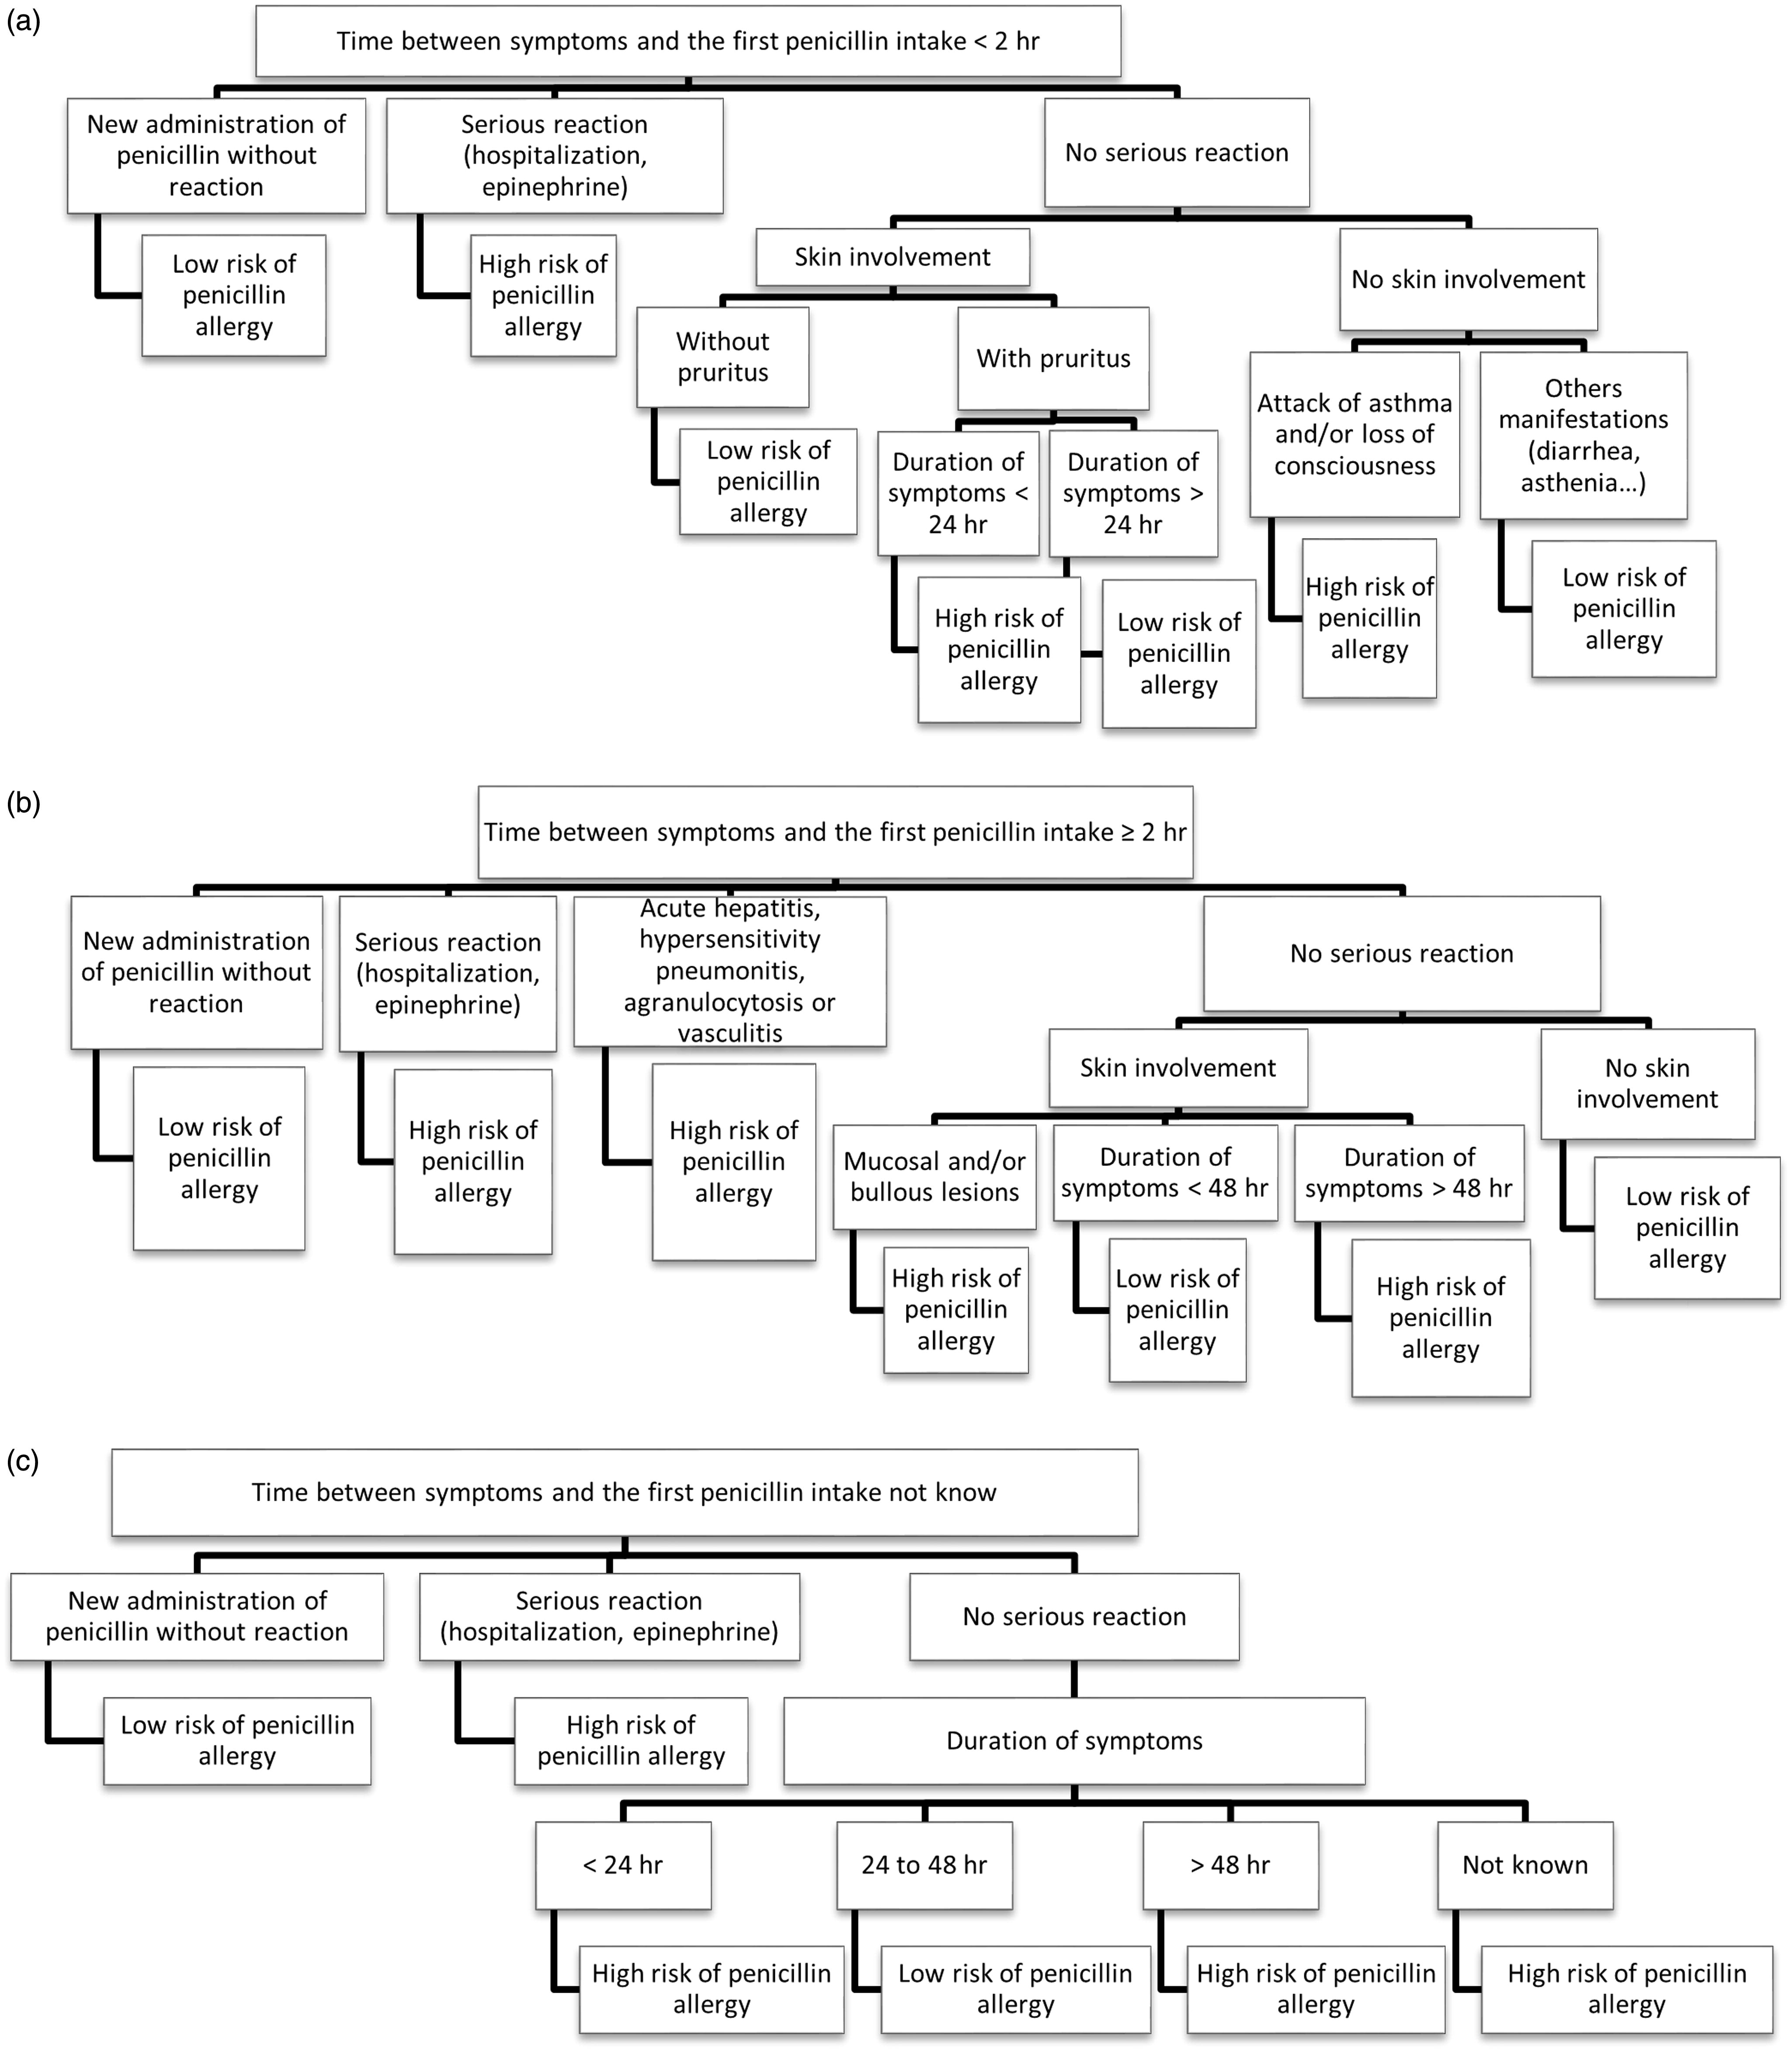 (a)
Time between symptoms and the first penicillin intake < 2 hr
New administration of
penicillin without
reaction
Serious reaction
(hospitalization,
epinephrine)
No serious reaction
Low risk of
penicillin
allergy
High risk of
penicillin
allergy
Skin involvement
No skin involvement
Without
pruritus
With pruritus
Attack of asthma
and/or loss of
consciousness
Others
manifestations
(diarrhea,
asthenia...)
Low risk of
penicillin
allergy
Duration of
symptoms <
24 hr
Duration of
symptoms >
24 hr
High risk of
penicillin
allergy
Low risk of
penicillin
allergy
High risk of
penicillin
allergy
Low risk of
penicillin
allergy
(b)
Time between symptoms and the first penicillin intake ≥ 2 hr
New administration
of penicillin without
reaction
Serious reaction
(hospitalization,
epinephrine)
Acute hepatitis,
hypersensitivity
pneumonitis,
agranulocytosis or
vasculitis
No serious reaction
Low risk of
penicillin
allergy
High risk of
penicillin
allergy
High risk of
penicillin
allergy
Skin involvement
No skin
involvement
Mucosal and/or
bullous lesions
Duration of
symptoms < 48 hr
Duration of
symptoms > 48 hr
Low risk of
penicillin
allergy
High risk of
penicillin
allergy
Low risk of
penicillin
allergy
High risk of
penicillin
allergy
(c)
Time between symptoms and the first penicillin intake not know
New administration of
penicillin without reaction
Serious reaction
(hospitalization, epinephrine)
No serious reaction
Low risk of penicillin
allergy
High risk of
penicillin allergy
Duration of symptoms
< 24 hr
24 to 48 hr
> 48 hr
Not known
High risk of penicillin
allergy
Low risk of penicillin
allergy
High risk of penicillin
allergy
High risk of penicillin
allergy